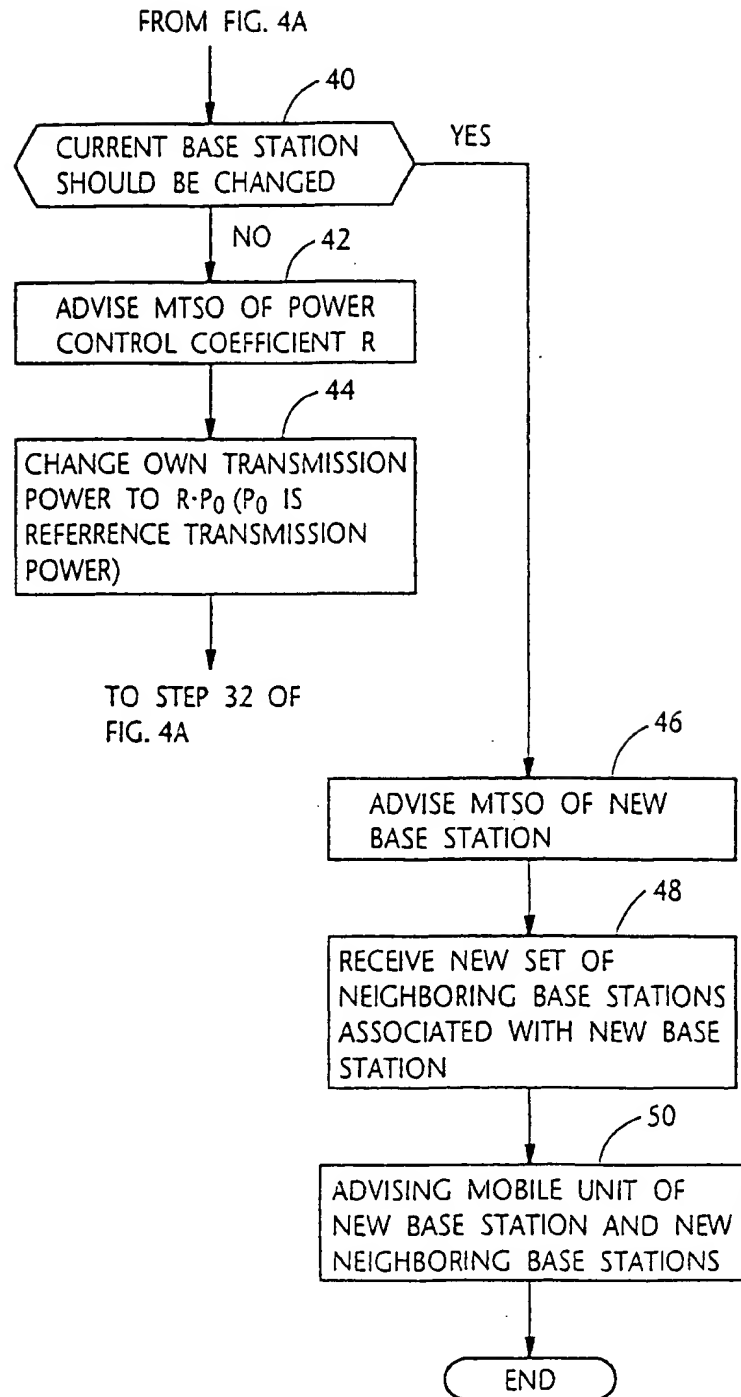 FROM FIG. 4A
40
CURRENT BASE STATION
SHOULD BE CHANGED
YES
NO
42
ADVISE MTSO OF POWER
CONTROL COEFFICIENT R
44
CHANGE OWN TRANSMISSION
POWER TO R·P0 (P0 IS
REFERRENCE TRANSMISSION
POWER)
TO STEP 32 OF
FIG. 4A
46
ADVISE MTSO OF NEW
BASE STATION
48
RECEIVE NEW SET OF
NEIGHBORING BASE STATIONS
ASSOCIATED WITH NEW BASE
STATION
50
ADVISING MOBILE UNIT OF
NEW BASE STATION AND NEW
NEIGHBORING BASE STATIONS
END